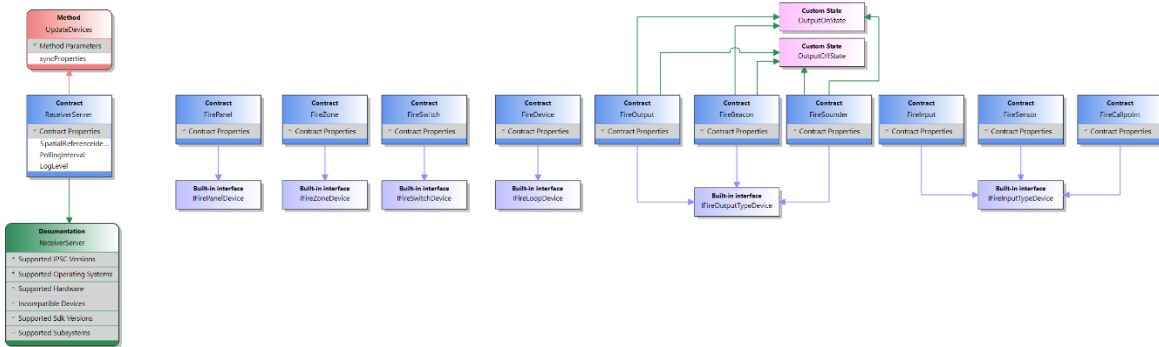 Method
UpdateDevices
Method Parameters
syncProperties
Custom State
OutputOnState
Custom State
OutputOffState
Contract
ReceiverServer
Contract Properties
SpatialReferenceIde...
PollingInterval
LogLevel
Contract
FirePanel
Contract Properties
Contract
FireZone
Contract Properties
Contract
FireSwitch
Contract Properties
Contract
FireDevice
Contract Properties
Contract
FireOutput
Contract Properties
Contract
FireBeacon
Contract Properties
Contract
FireSounder
Contract Properties
Contract
FireInput
Contract Properties
Contract
FireSensor
Contract Properties
Contract
FireCallpoint
Contract Properties
Built-in interface
IFirePanelDevice
Built-in interface
IFireZoneDevice
Built-in interface
IFireSwitchDevice
Built-in interface
IFireLoopDevice
Built-in interface
IFireOutputTypeDevice
Built-in interface
IFireInputTypeDevice
Documentation
ReceiverServer
Supported IPSC Versions
Supported Operating Systems
Supported Hardware
Incompatible Devices
Supported Sdk Versions
Supported Subsystems